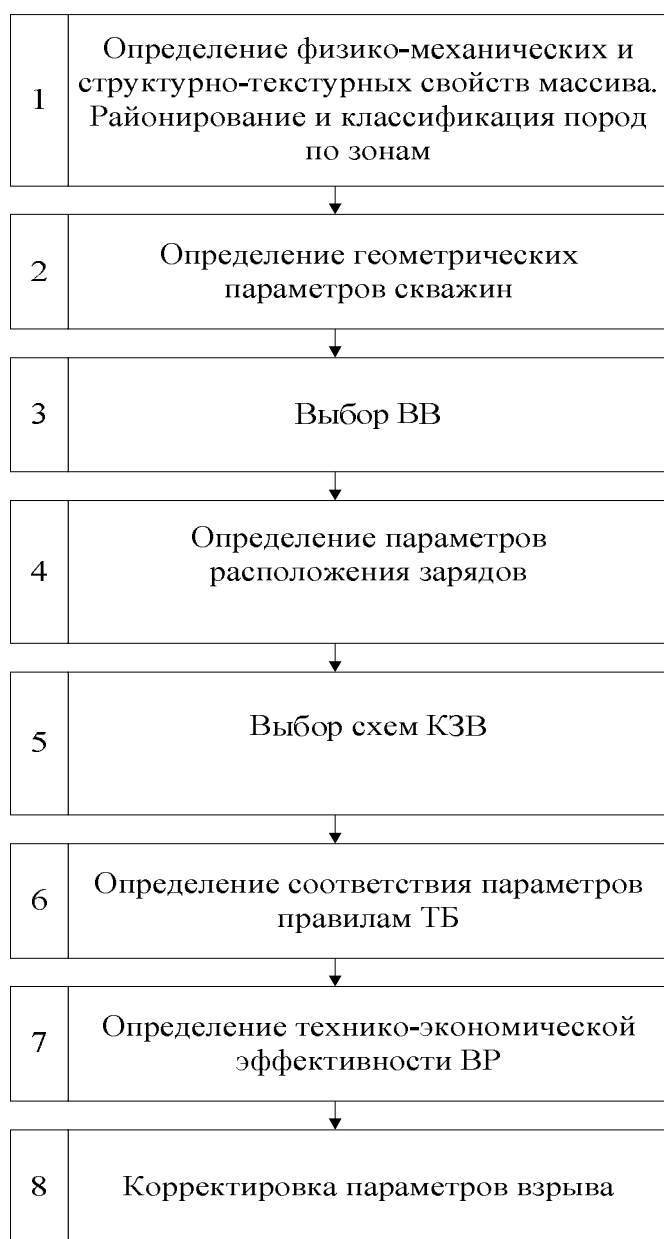 1
Определение физико-механических и
структурно-текстурных свойств массива.
Районирование и классификация пород
по зонам
2
Определение геометрических
параметров скважин
3
Выбор ВВ
4
Определение параметров
расположения зарядов
5
Выбор схем КЗВ
6
Определение соответствия параметров
правилам ТБ
7
Определение технико-экономической
эффективности ВР
8
Корректировка параметров взрыва